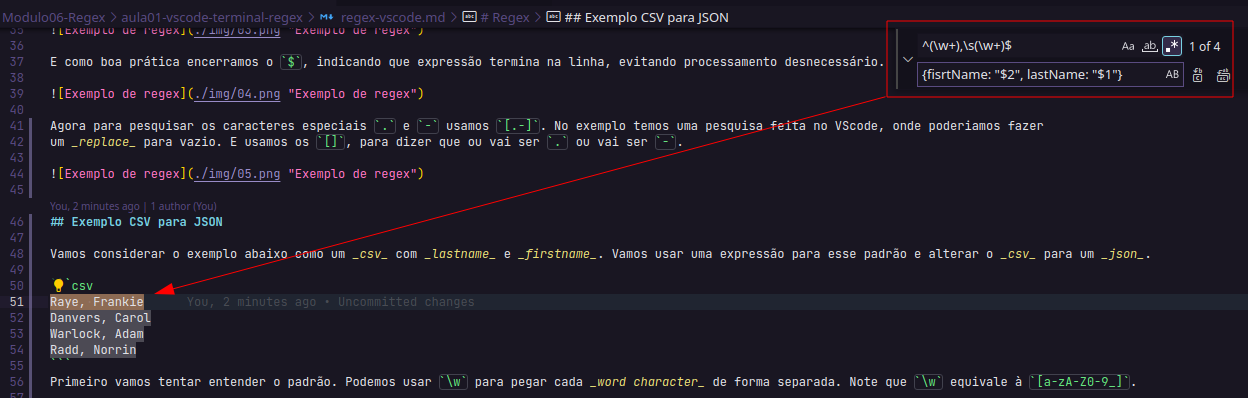 Modulo06-Regex > aula01-vscode-terminal-regex > regex-vscode.md > # Regex > ## Exemplo CSV para JSON
35 ![Exemplo de regex](./img/03.png "Exemplo de regex")
36
37 E como boa prática encerramos o `$`, indicando que expressão termina na linha, evitando processamento desnecessário.
38
39 ![Exemplo de regex](./img/04.png "Exemplo de regex")
40
41 Agora para pesquisar os caracteres especiais `.` e `-` usamos `[.-]`. No exemplo temos uma pesquisa feita no VScode, onde poderiamos fazer
42 um _replace_ para vazio. E usamos os `[]`, para dizer que ou vai ser `.` ou vai ser `-`.
43
44 ![Exemplo de regex](./img/05.png "Exemplo de regex")
45
You, 2 minutes ago | 1 author (You)
46 ## Exemplo CSV para JSON
47
48 Vamos considerar o exemplo abaixo como um _csv_ com _lastname_ e _firstname_. Vamos usar uma expressão para esse padrão e alterar o _csv_ para um _json_.
49
50 ```csv
51 Raye, Frankie You, 2 minutes ago • Uncommitted changes
52 Danvers, Carol
53 Warlock, Adam
54 Radd, Norrin
55 ```
56 Primeiro vamos tentar entender o padrão. Podemos usar `\w` para pegar cada _word character_ de forma separada. Note que `\w` equivale à `[a-zA-Z0-9_]`.
^(\w+),\s(\w+)$ Aa ab .* 1 of 4
{fisrtName: "$2", lastName: "$1"} AB